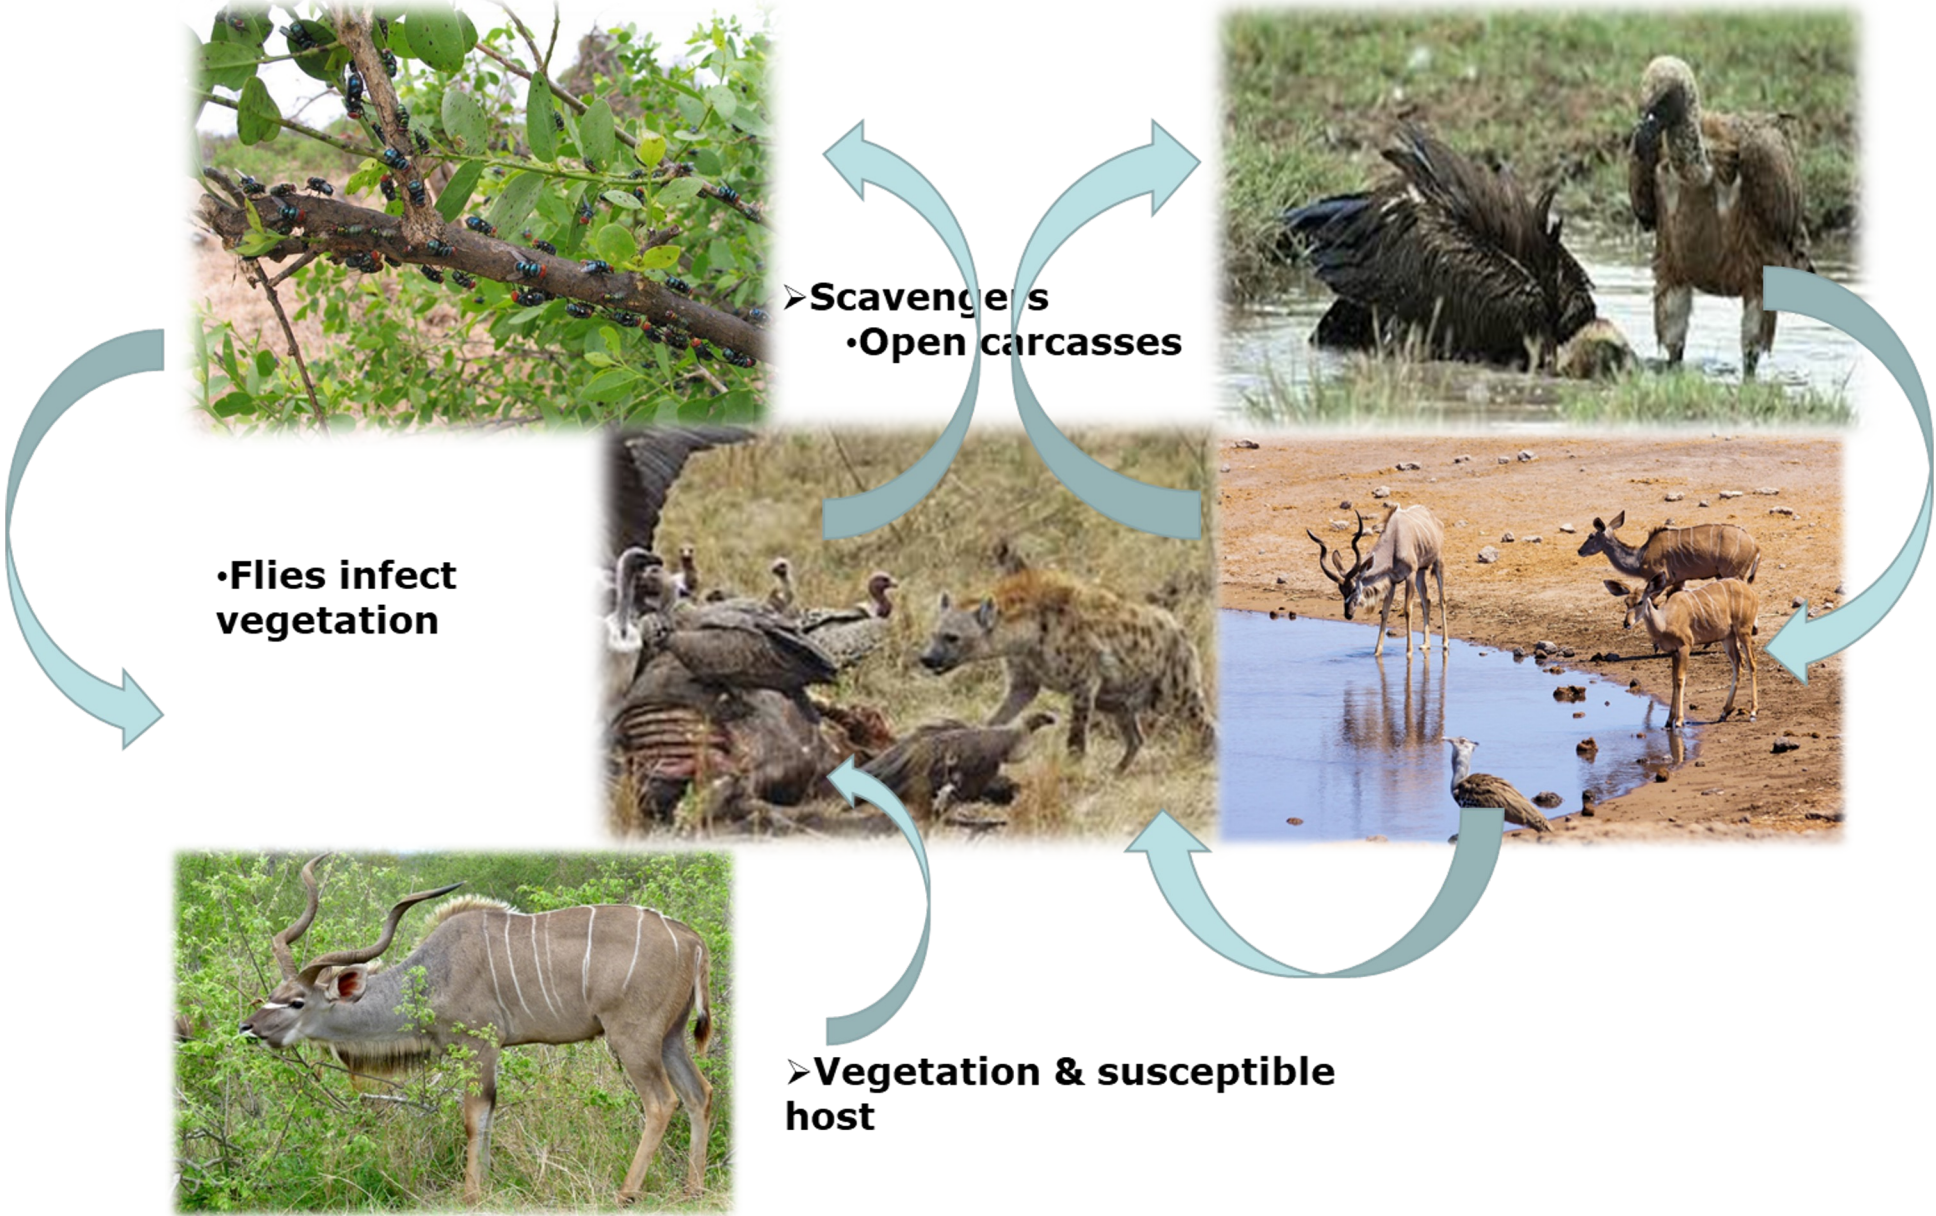 ➢Scavengers
•Open carcasses
•Flies infect
vegetation
➢Vegetation & susceptible
host